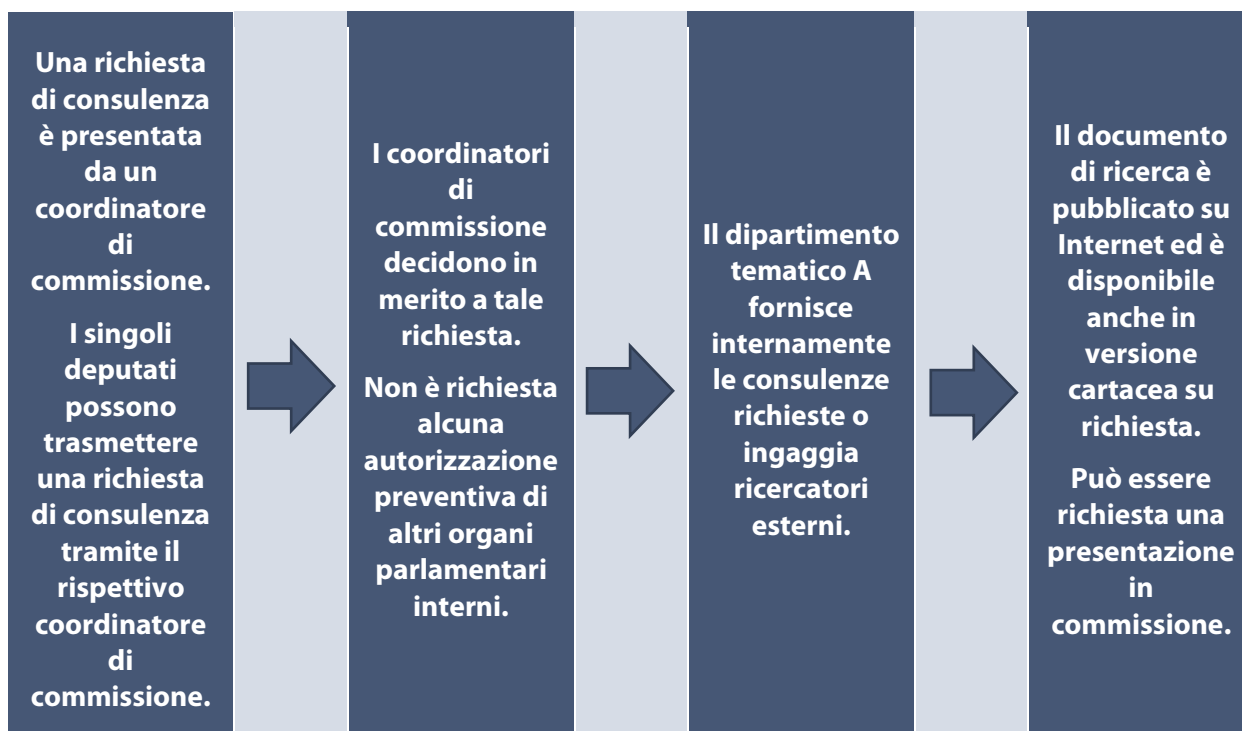 Una richiesta
di consulenza
è presentata
da un
coordinatore
di
commissione.
I singoli
deputati
possono
trasmettere
una richiesta
di consulenza
tramite il
rispettivo
coordinatore
di
commissione.
I coordinatori
di
commissione
decidono in
merito a tale
richiesta.
Non è richiesta
alcuna
autorizzazione
preventiva di
altri organi
parlamentari
interni.
Il dipartimento
tematico A
fornisce
internamente
le consulenze
richieste o
ingaggia
ricercatori
esterni.
Il documento
di ricerca è
pubblicato su
Internet ed è
disponibile
anche in
versione
cartacea su
richiesta.
Può essere
richiesta una
presentazione
in
commissione.